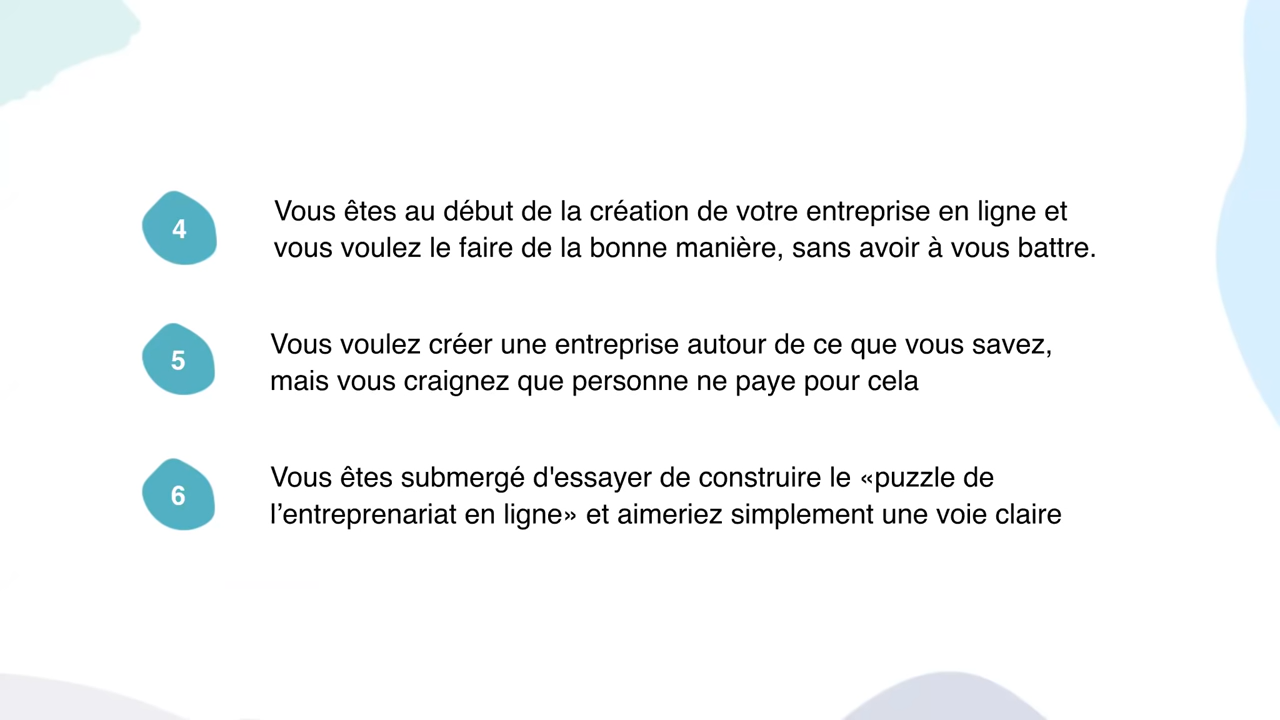 4
Vous êtes au début de la création de votre entreprise en ligne et
vous voulez le faire de la bonne manière, sans avoir à vous battre.
5
Vous voulez créer une entreprise autour de ce que vous savez,
mais vous craignez que personne ne paye pour cela
6
Vous êtes submergé d'essayer de construire le «puzzle de
l’entreprenariat en ligne» et aimeriez simplement une voie claire